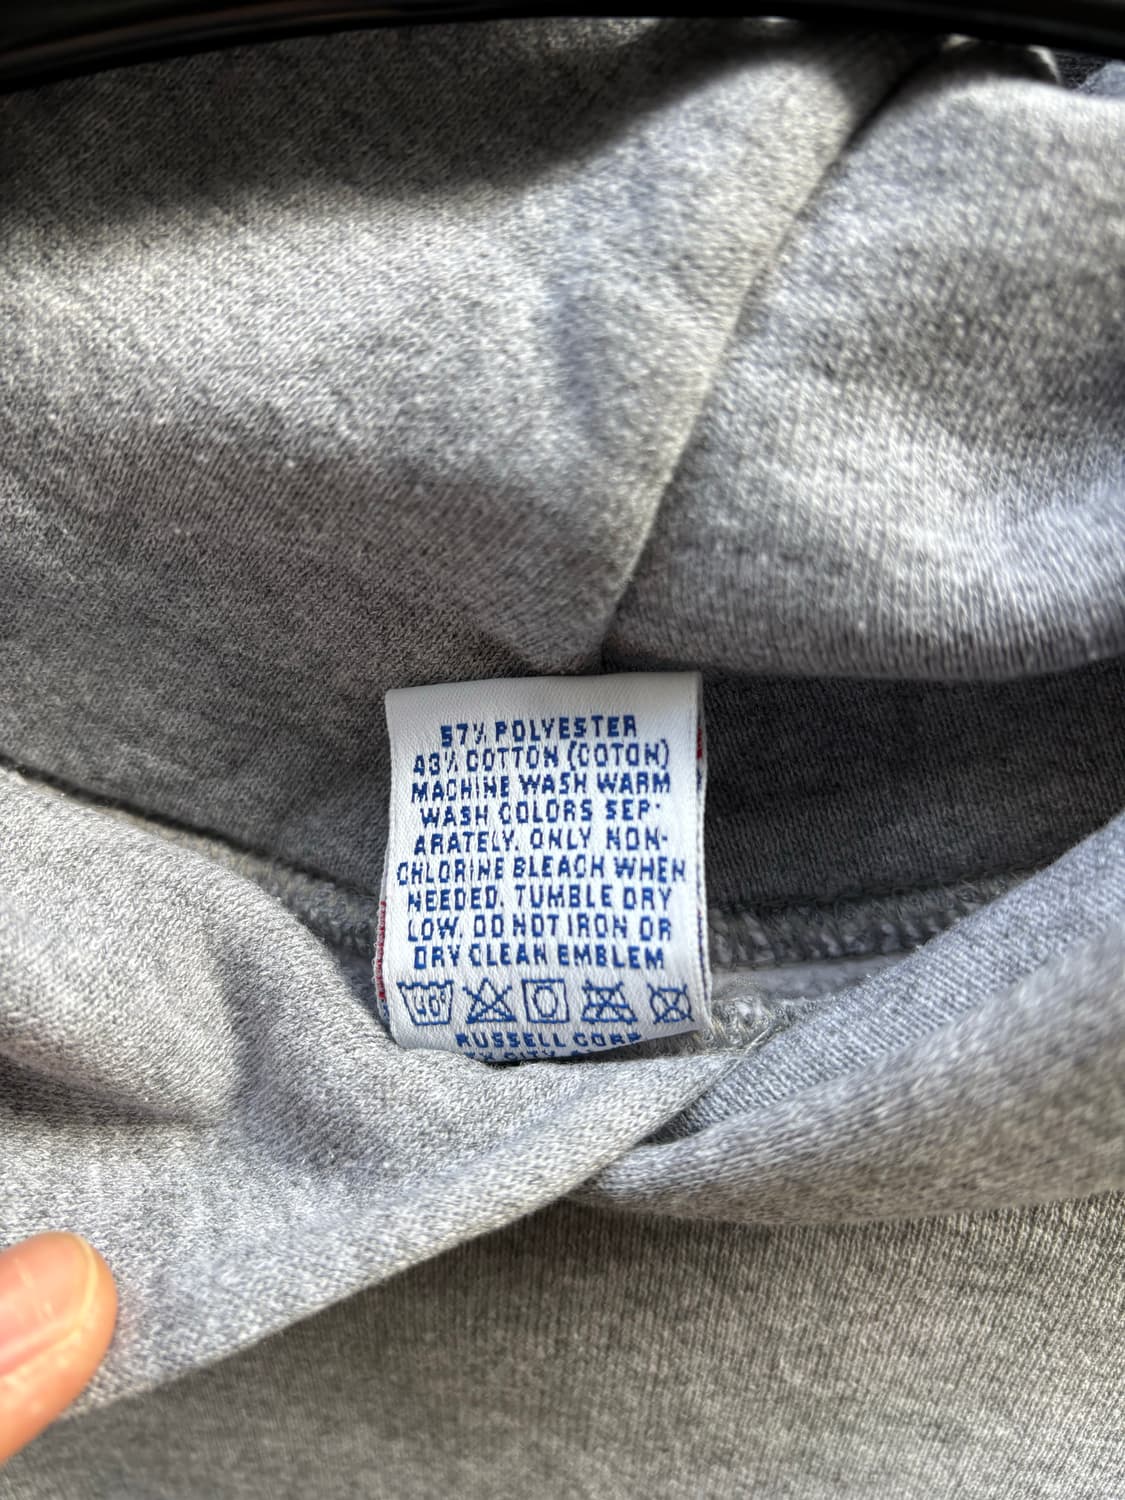 57% POLYESTER
43% COTTON (COTON)
MACHINE WASH WARM
WASH COLORS SEP-
ARATELY. ONLY NON-
CHLORINE BLEACH WHEN
NEEDED. TUMBLE DRY
LOW. DO NOT IRON OR
DRY CLEAN EMBLEM
40°
RUSSELL CORP
CITY